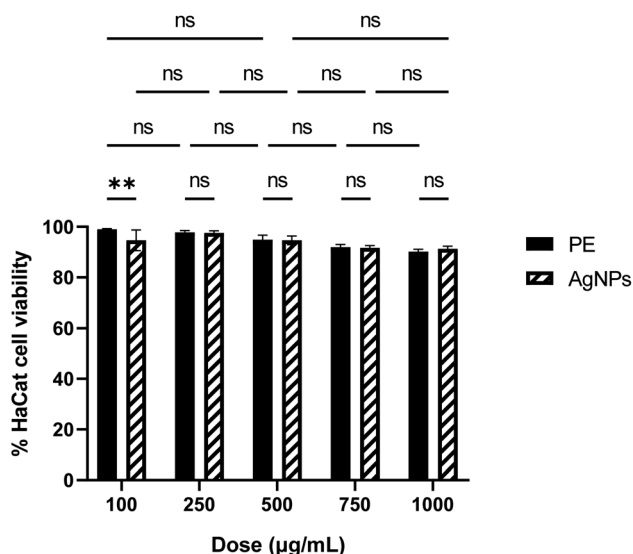 ns ns
ns ns ns ns
ns ns ns ns
** ns ns ns ns
100
80
60
40
20
0
% HaCat cell viability
100 250 500 750 1000
Dose (µg/mL)
PE
AgNPs